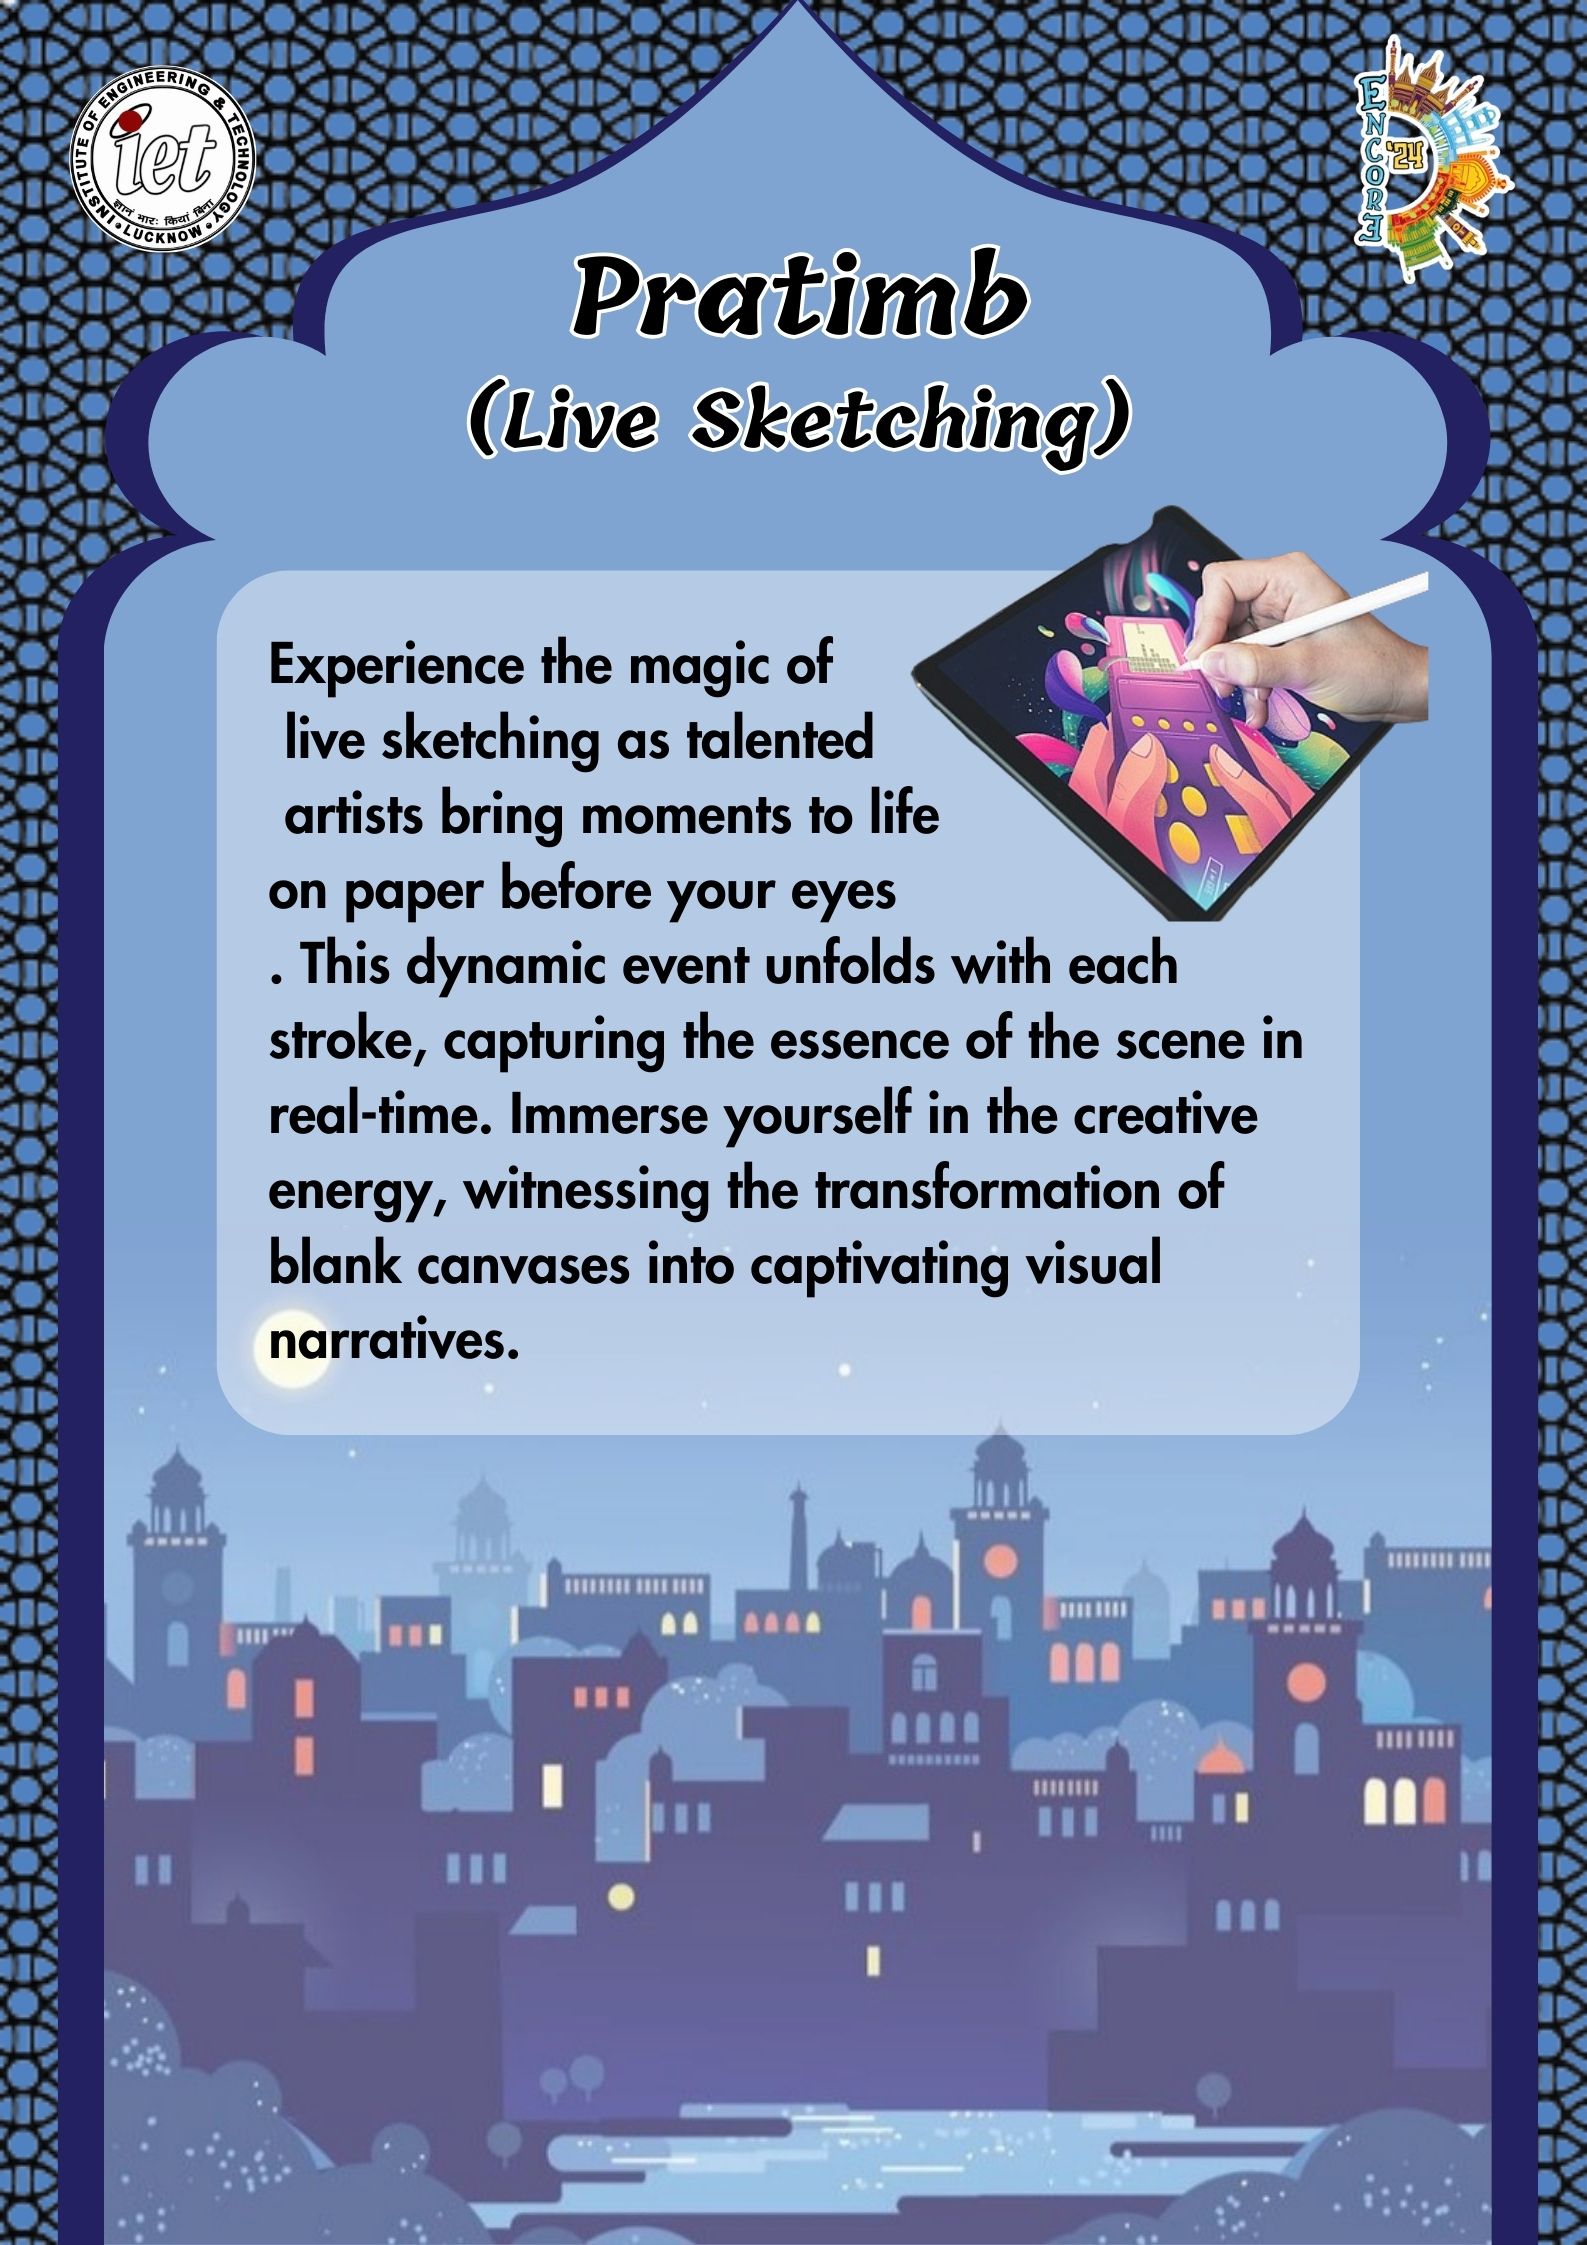 INSTITUTE OF ENGINEERING & TECHNOLOGY
iet
ज्ञानं भारः क्रियां बिना
• LUCKNOW •
ENCORE
'24
Pratimb
(Live Sketching)
Experience the magic of
live sketching as talented
artists bring moments to life
on paper before your eyes
. This dynamic event unfolds with each
stroke, capturing the essence of the scene in
real-time. Immerse yourself in the creative
energy, witnessing the transformation of
blank canvases into captivating visual
narratives.